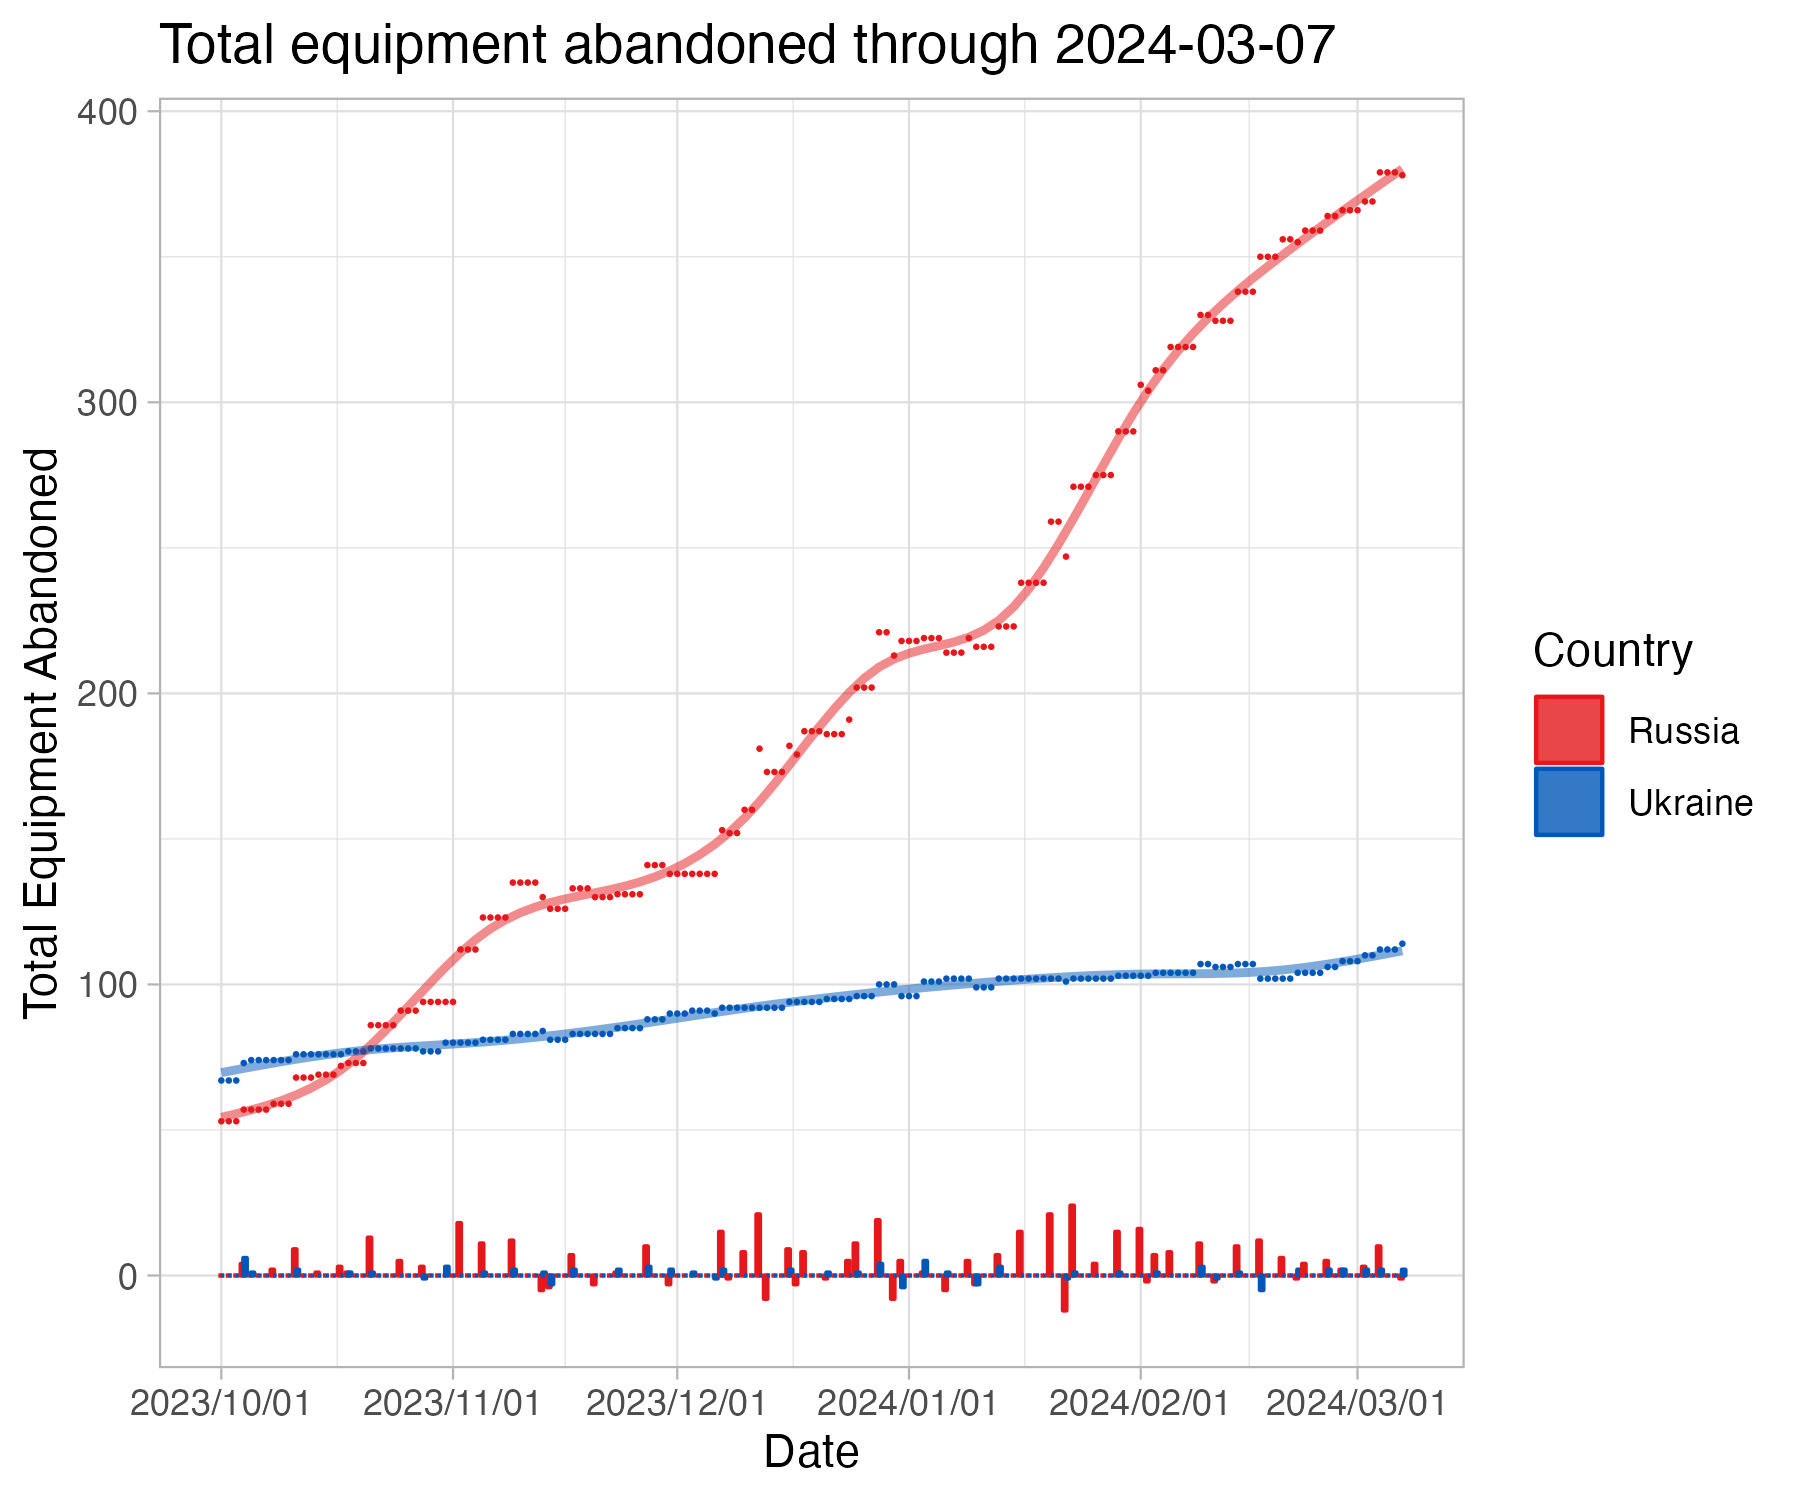 Total equipment abandoned through 2024-03-07
Total Equipment Abandoned
400
300
200
100
0
2023/10/01
2023/11/01
2023/12/01
2024/01/01
2024/02/01
2024/03/01
Date
Country
Russia
Ukraine